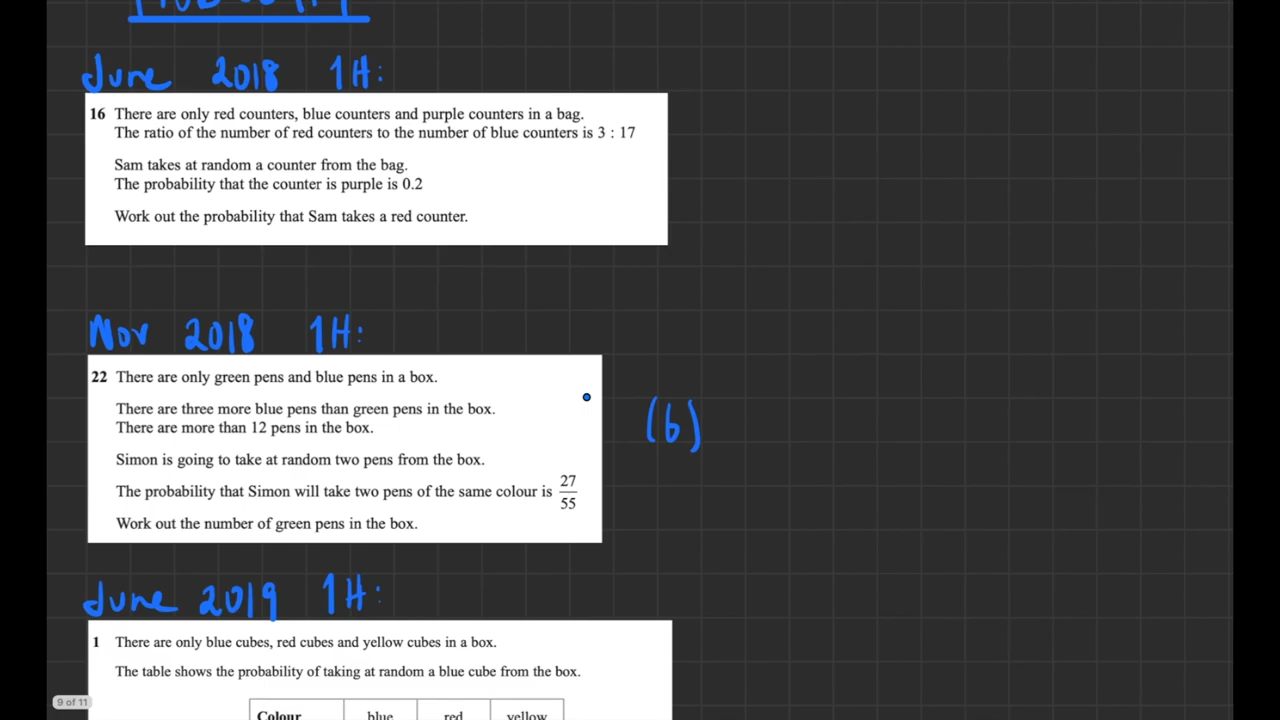 June 2018 1H:
16 There are only red counters, blue counters and purple counters in a bag.
The ratio of the number of red counters to the number of blue counters is 3 : 17
Sam takes at random a counter from the bag.
The probability that the counter is purple is 0.2
Work out the probability that Sam takes a red counter.
Nov 2018 1H:
22 There are only green pens and blue pens in a box.
There are three more blue pens than green pens in the box.
There are more than 12 pens in the box.
Simon is going to take at random two pens from the box.
The probability that Simon will take two pens of the same colour is 27/55
Work out the number of green pens in the box.
(6)
June 2019 1H:
1 There are only blue cubes, red cubes and yellow cubes in a box.
The table shows the probability of taking at random a blue cube from the box.
Colour blue red yellow
9 of 11